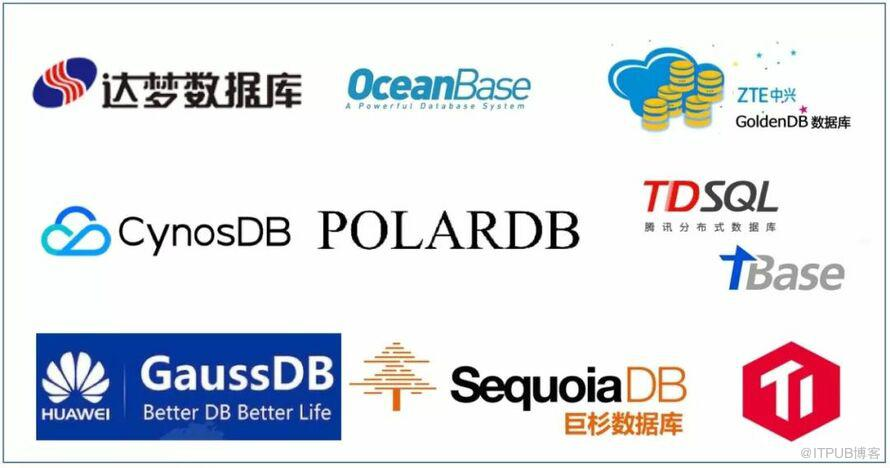 达梦数据库
OceanBase
A Powerful Database System
ZTE中兴
GoldenDB 数据库
CynosDB
POLARDB
TDSQL
腾讯分布式数据库
TBase
HUAWEI
GaussDB
Better DB Better Life
SequoiaDB
巨杉数据库
TI
@ITPUB博客